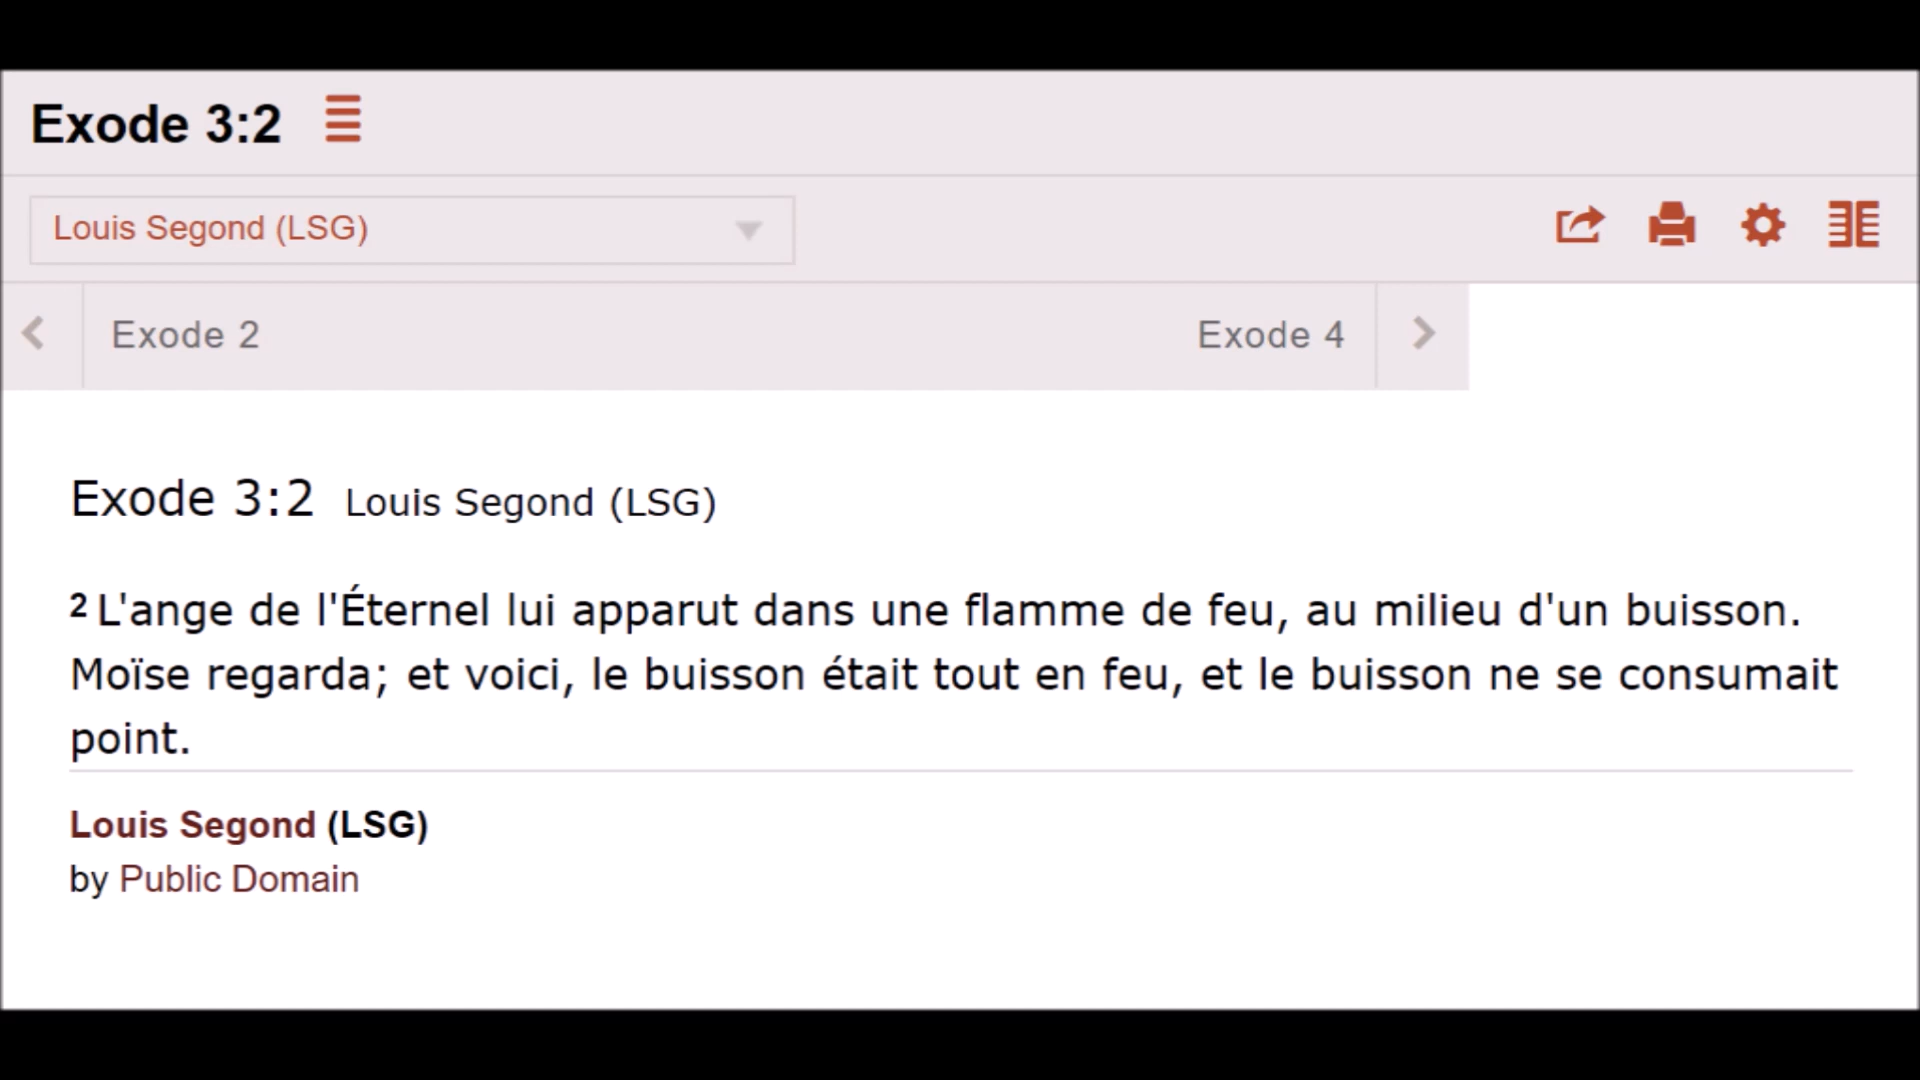 Exode 3:2
Louis Segond (LSG)
Exode 2
Exode 4
Exode 3:2 Louis Segond (LSG)
2 L'ange de l'Éternel lui apparut dans une flamme de feu, au milieu d'un buisson.
Moïse regarda; et voici, le buisson était tout en feu, et le buisson ne se consumait
point.
Louis Segond (LSG)
by Public Domain